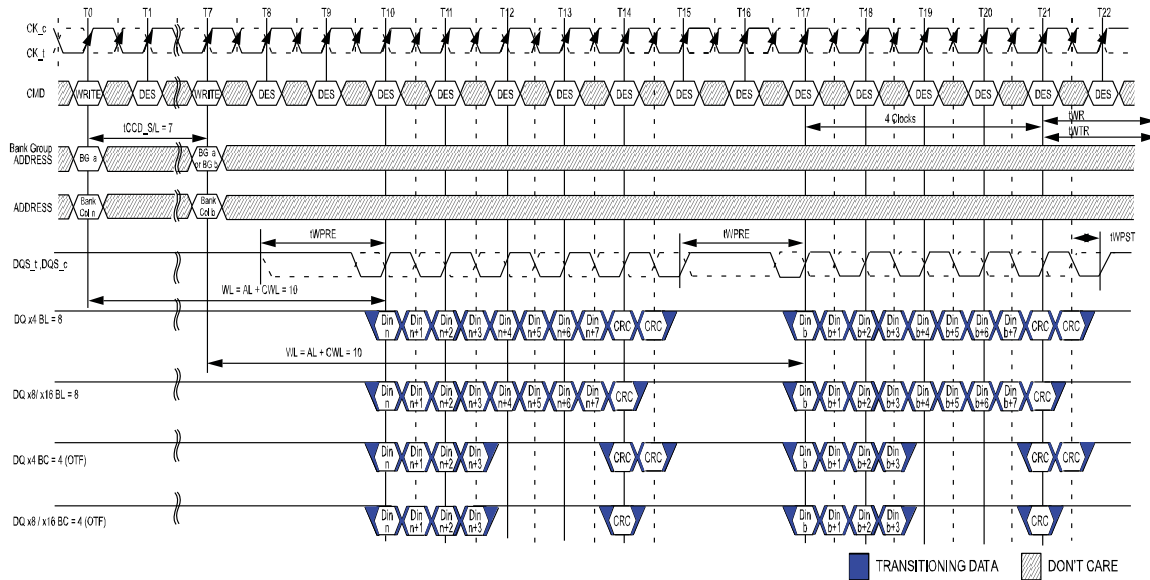 T0 T1 T7 T8 T9 T10 T11 T12 T13 T14 T15 T16 T17 T18 T19 T20 T21 T22
CK_c
CK_t
CMD WRITE DES WRITE DES DES DES DES DES DES DES DES DES DES DES DES DES DES DES
tCCD_S/L = 7
4 Clocks
tWR
tWTR
Bank Group
ADDRESS
BG a
BG a
or BG b
ADDRESS
Bank
Col n
Bank
Col b
tWPRE
tWPRE
tWPST
DQS_t ,DQS_c
WL = AL + CWL = 10
DQ x4 BL = 8
Din n Din n+1 Din n+2 Din n+3 Din n+4 Din n+5 Din n+6 Din n+7 CRC CRC
Din b Din b+1 Din b+2 Din b+3 Din b+4 Din b+5 Din b+6 Din b+7 CRC CRC
WL = AL + CWL = 10
DQ x8/ x16 BL = 8
Din n Din n+1 Din n+2 Din n+3 Din n+4 Din n+5 Din n+6 Din n+7 CRC
Din b Din b+1 Din b+2 Din b+3 Din b+4 Din b+5 Din b+6 Din b+7 CRC
DQ x4 BC = 4 (OTF)
Din n Din n+1 Din n+2 Din n+3 CRC CRC
Din b Din b+1 Din b+2 Din b+3 CRC CRC
DQ x8 / x16 BC = 4 (OTF)
Din n Din n+1 Din n+2 Din n+3 CRC
Din b Din b+1 Din b+2 Din b+3 CRC
TRANSITIONING DATA
DON'T CARE